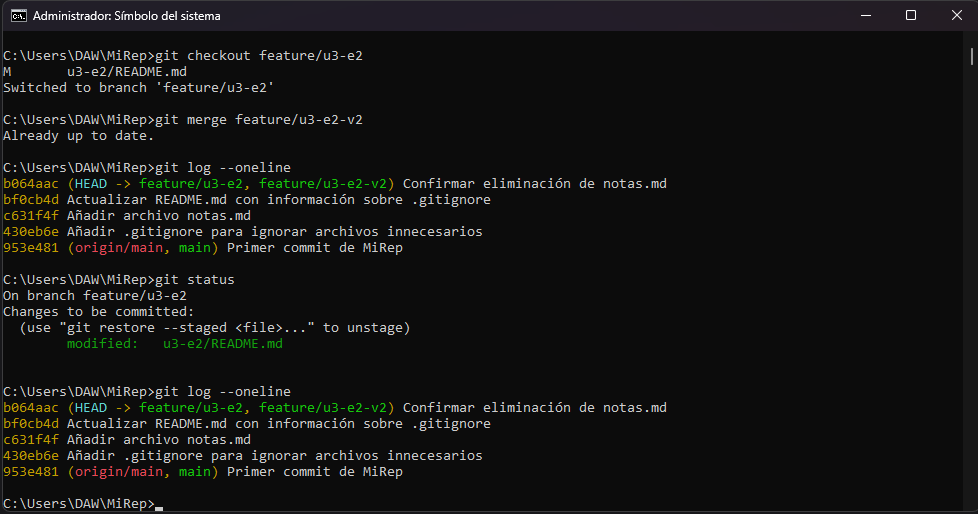 Administrador: Símbolo del sistema
C:\Users\DAW\MiRep>git checkout feature/u3-e2
M       u3-e2/README.md
Switched to branch 'feature/u3-e2'
C:\Users\DAW\MiRep>git merge feature/u3-e2-v2
Already up to date.
C:\Users\DAW\MiRep>git log --oneline
b064aac (HEAD -> feature/u3-e2, feature/u3-e2-v2) Confirmar eliminación de notas.md
bf0cb4d Actualizar README.md con información sobre .gitignore
c631f4f Añadir archivo notas.md
430eb6e Añadir .gitignore para ignorar archivos innecesarios
953e481 (origin/main, main) Primer commit de MiRep
C:\Users\DAW\MiRep>git status
On branch feature/u3-e2
Changes to be committed:
  (use "git restore --staged <file>..." to unstage)
        modified:   u3-e2/README.md
C:\Users\DAW\MiRep>git log --oneline
b064aac (HEAD -> feature/u3-e2, feature/u3-e2-v2) Confirmar eliminación de notas.md
bf0cb4d Actualizar README.md con información sobre .gitignore
c631f4f Añadir archivo notas.md
430eb6e Añadir .gitignore para ignorar archivos innecesarios
953e481 (origin/main, main) Primer commit de MiRep
C:\Users\DAW\MiRep>